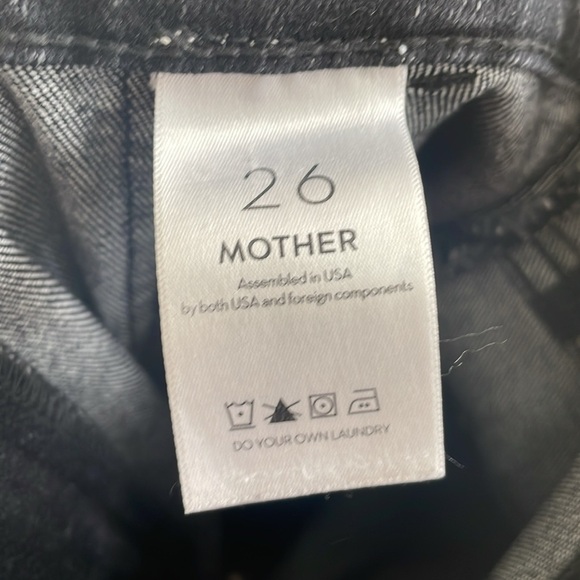 26
MOTHER
Assembled in USA
by both USA and foreign components
DO YOUR OWN LAUNDRY